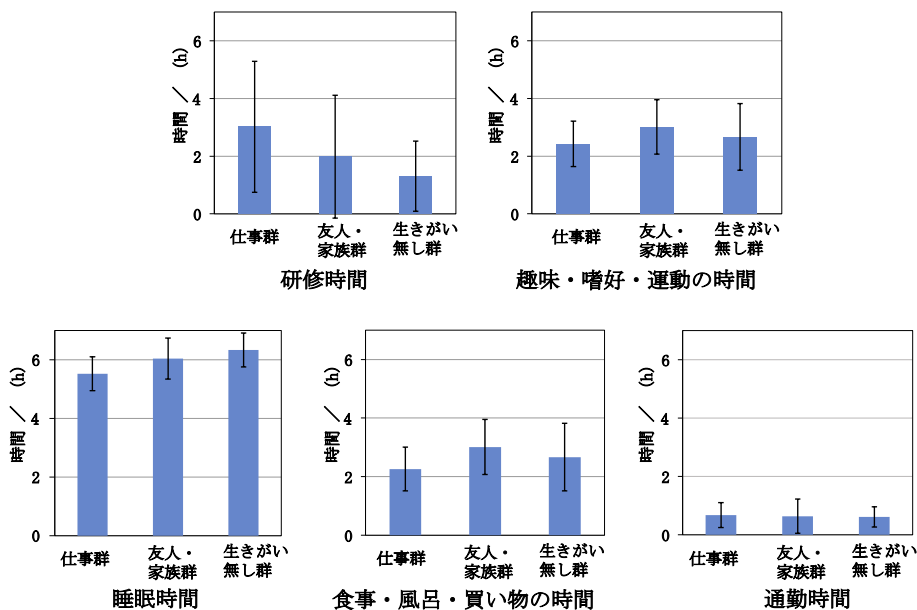 時間 ／ (h)
6
4
2
0
仕事群
友人・
家族群
生きがい
無し群
研修時間
時間 ／ (h)
6
4
2
0
仕事群
友人・
家族群
生きがい
無し群
趣味・嗜好・運動の時間
時間 ／ (h)
6
4
2
0
仕事群
友人・
家族群
生きがい
無し群
睡眠時間
時間 ／ (h)
6
4
2
0
仕事群
友人・
家族群
生きがい
無し群
食事・風呂・買い物の時間
時間 ／ (h)
6
4
2
0
仕事群
友人・
家族群
生きがい
無し群
通勤時間